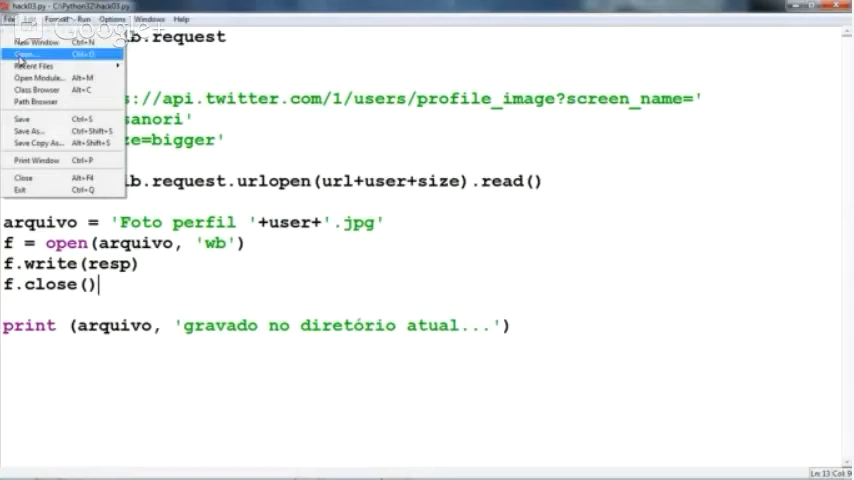 hack03.py - C:\Python32\hack03.py
File Edit Format Run Options Windows Help
Google+
New Window Ctrl+N
Open... Ctrl+O
Recent Files
Open Module... Alt+M
Class Browser Alt+C
Path Browser
Save Ctrl+S
Save As... Ctrl+Shift+S
Save Copy As... Alt+Shift+S
Print Window Ctrl+P
Close Alt+F4
Exit Ctrl+Q
lb.request
s://api.twitter.com/1/users/profile_image?screen_name='
sanori'
ze=bigger'
lb.request.urlopen(url+user+size).read()
arquivo = 'Foto perfil '+user+'.jpg'
f = open(arquivo, 'wb')
f.write(resp)
f.close()
print (arquivo, 'gravado no diretório atual...')